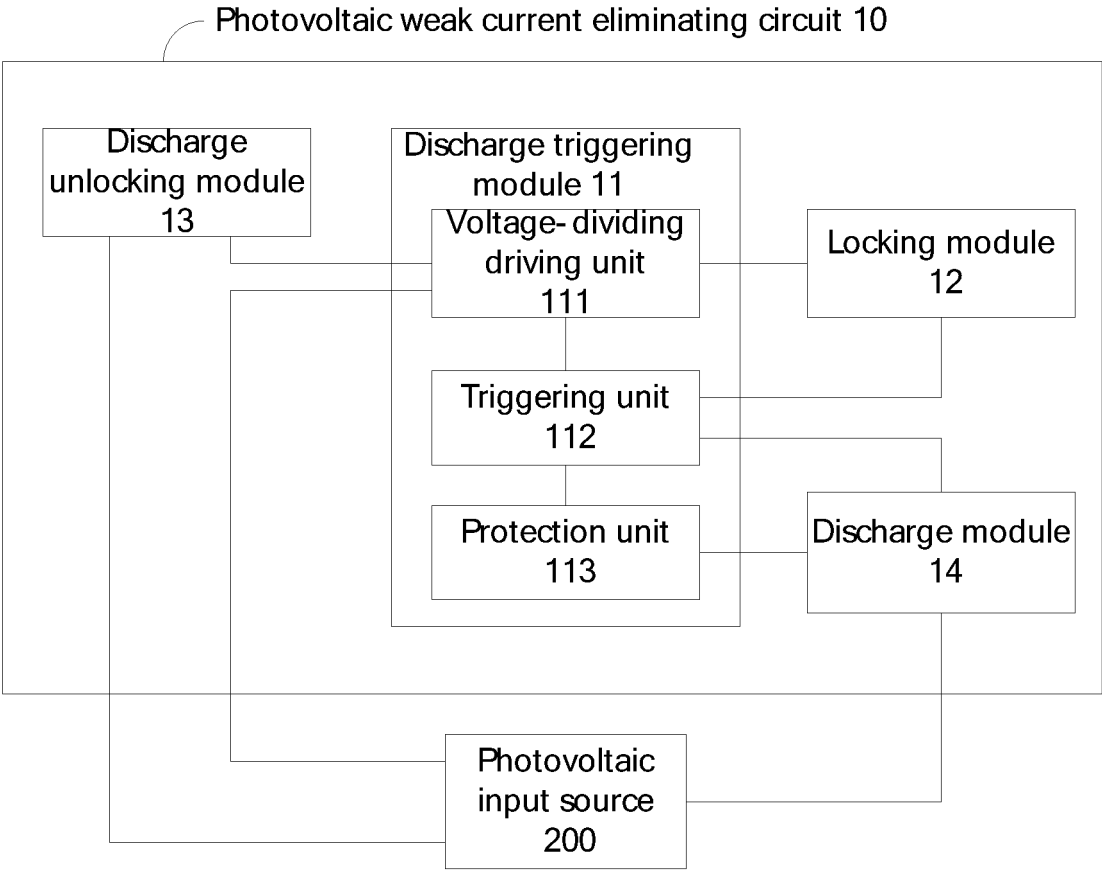 Photovoltaic weak current eliminating circuit 10
Discharge
unlocking module
13
Discharge triggering
module 11
Voltage-dividing
driving unit
111
Locking module
12
Triggering unit
112
Protection unit
113
Discharge module
14
Photovoltaic
input source
200